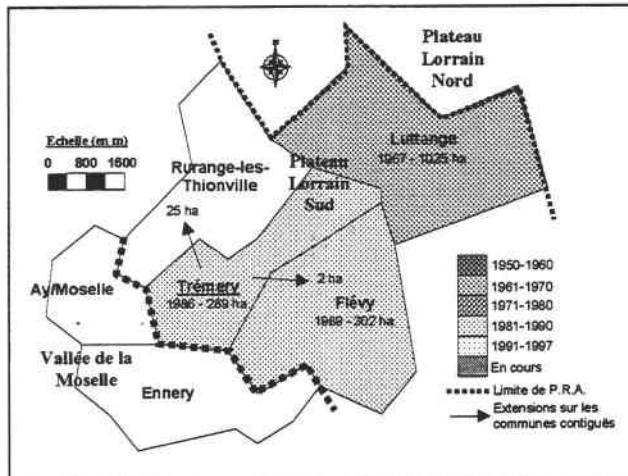 Plateau
Lorrain
Nord
Echelle (en m)
0 800 1600
Luttange
1967 - 1025 ha
Rurange-les-
Thionville
Plateau
Lorrain
Sud
25 ha
2 ha
Trémery
1986 - 289 ha
Flévy
1989 - 302 ha
Ay/Moselle
Vallée de la
Moselle
Ennery
1950-1960
1961-1970
1971-1980
1981-1990
1991-1997
En cours
Limite de P.R.A.
Extensions sur les
communes contiguës